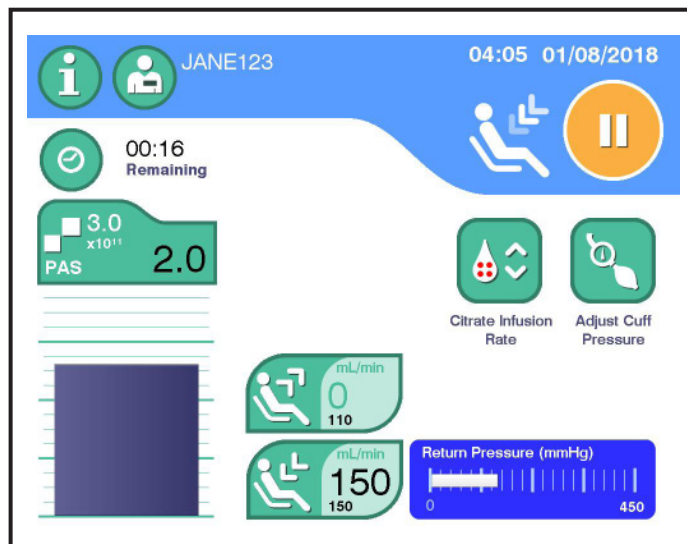 JANE123
04:05 01/08/2018
00:16
Remaining
3.0
x10¹¹
PAS
2.0
Citrate Infusion
Rate
Adjust Cuff
Pressure
mL/min
0
110
mL/min
150
150
Return Pressure (mmHg)
0
450